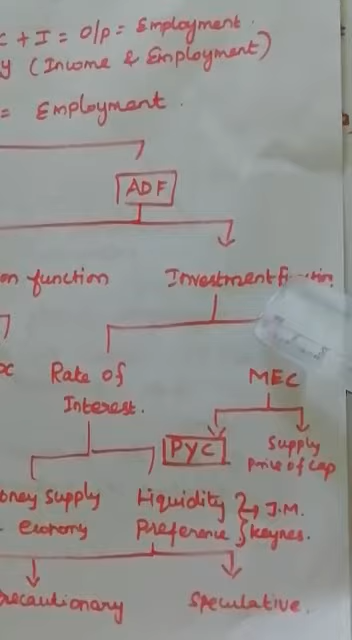 + I = O/p = Employment.
y (Income & Employment)
= Employment.
ADF
on function Investment Function
Rate of MEC
Interest.
PYC Supply
Price of Cap
oney Supply Liquidity → J.M.
economy Preference Keynes.
recautionary Speculative.